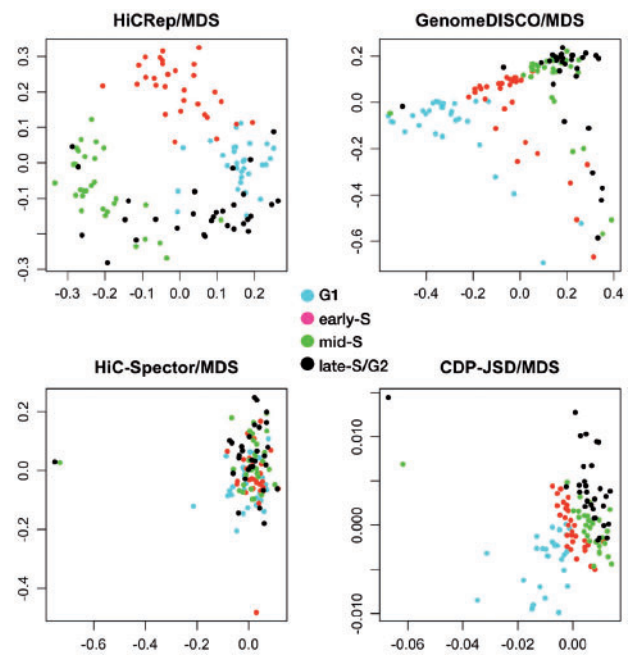 HiCRep/MDS
GenomeDISCO/MDS
0.3
0.2
0.1
0.0
-0.1
-0.3
-0.3 -0.2 -0.1 0.0 0.1 0.2
0.2
0.0
-0.2
-0.4
-0.6
-0.4 -0.2 0.0 0.2 0.4
G1
early-S
mid-S
late-S/G2
HiC-Spector/MDS
CDP-JSD/MDS
0.2
0.0
-0.2
-0.4
-0.6 -0.4 -0.2 0.0
0.010
0.000
-0.010
-0.06 -0.04 -0.02 0.00